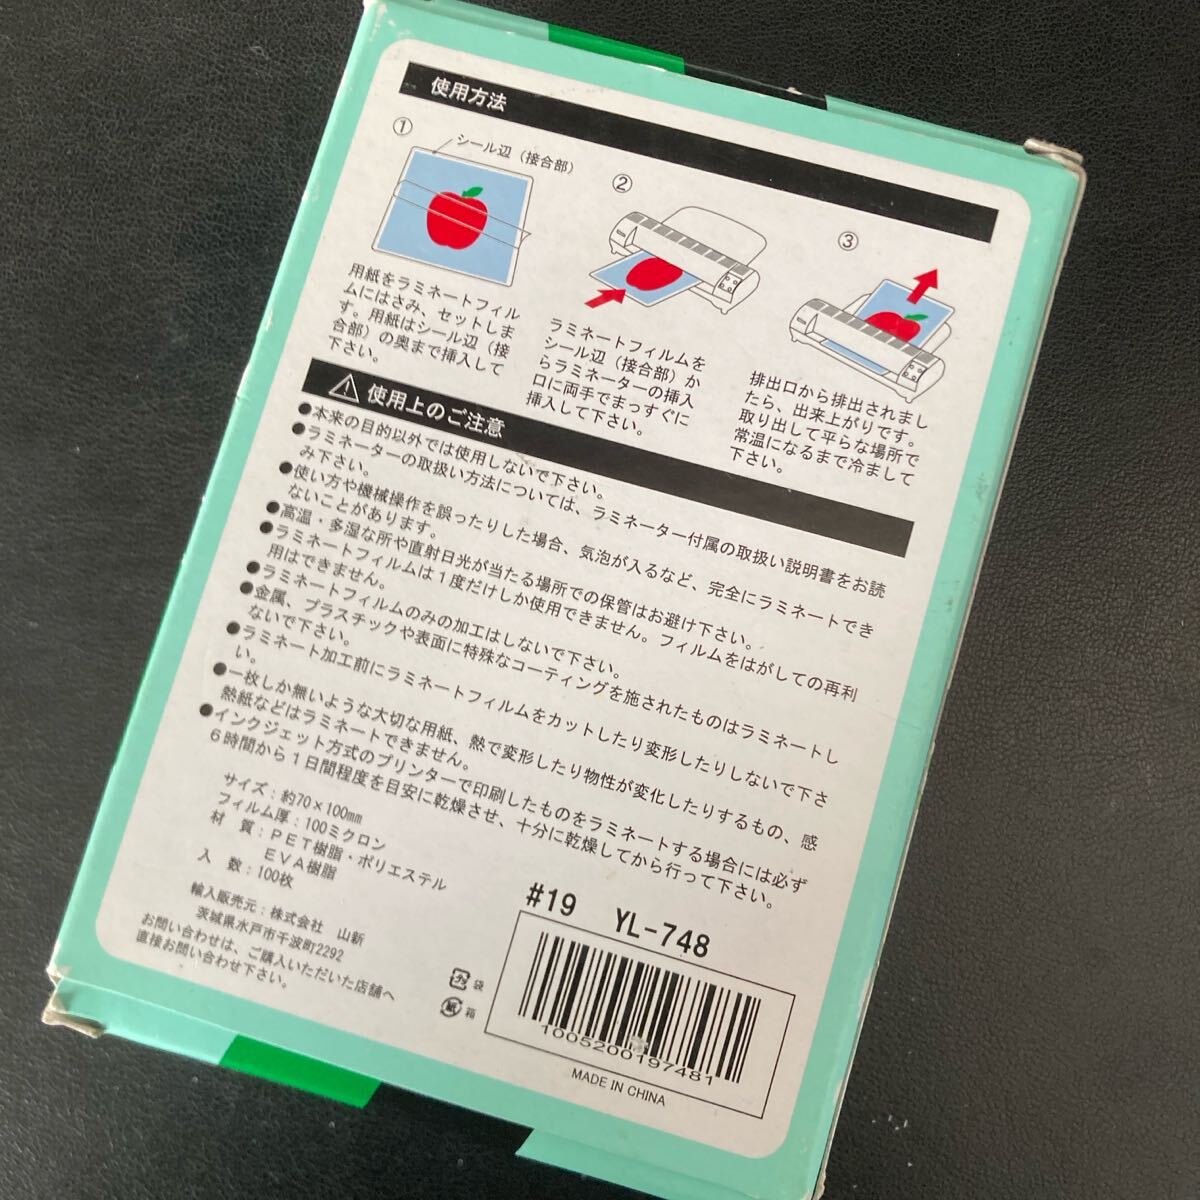 使用方法
①
シール辺（接合部）
用紙をラミネートフィル
ムにはさみ、セットしま
す。用紙はシール辺（接
合部）の奥まで挿入して
下さい。
②
ラミネートフィルムを
シール辺（接合部）か
らラミネーターの挿入
口に両手でまっすぐに
挿入して下さい。
③
排出口から排出されまし
たら、出来上がりです。
取り出して平らな場所で
常温になるまで冷まして
下さい。
使用上のご注意
●本来の目的以外では使用しないで下さい。
●ラミネーターの取扱い方法については、ラミネーター付属の取扱い説明書をお読
み下さい。
●使い方や機械操作を誤ったりした場合、気泡が入るなど、完全にラミネートでき
ないことがあります。
●高温・多湿な所や直射日光が当たる場所での保管はお避け下さい。
●ラミネートフィルムは１度だけしか使用できません。フィルムをはがしての再利
用はできません。
●ラミネートフィルムのみの加工はしないで下さい。
●金属、プラスチックや表面に特殊なコーティングを施されたものはラミネートし
ないで下さい。
●ラミネート加工前にラミネートフィルムをカットしたり変形したりしないで下さ
い。
●一枚しか無いような大切な用紙、熱で変形したり物性が変化したりするもの、感
熱紙などはラミネートできません。
●インクジェット方式のプリンターで印刷したものをラミネートする場合には必ず
６時間から１日間程度を目安に乾燥させ、十分に乾燥してから行って下さい。
サイズ：約70×100mm
フィルム厚：100ミクロン
材　質：ＰＥＴ樹脂・ポリエステル
ＥＶＡ樹脂
入　数：100枚
輸入販売元：株式会社　山新
茨城県水戸市千波町2292
お問い合わせは、ご購入いただいた店舗へ
直接お問い合わせ下さい。
プラ 袋
紙 箱
#19 YL-748
1005200197481
MADE IN CHINA